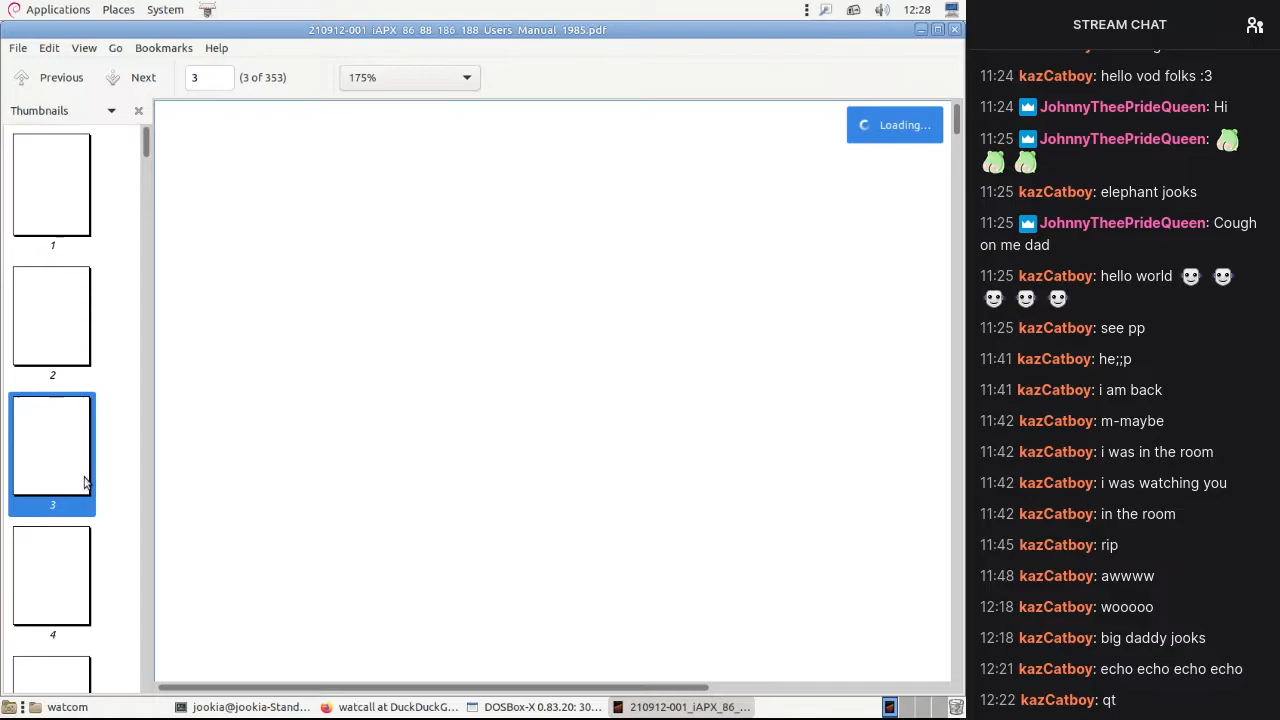 Applications Places System 12:28
210912-001_iAPX_86_88_186_188_Users_Manual_1985.pdf
File Edit View Go Bookmarks Help
Previous Next 3 (3 of 353) 175%
Thumbnails
Loading...
1
2
3
4
watcom jookia@jookia-Stand... watcall at DuckDuckG... DOSBox-X 0.83.20: 30... 210912-001_iAPX_86_...
STREAM CHAT
11:24 kazCatboy: hello vod folks :3
11:24 JohnnyTheePrideQueen: Hi
11:25 JohnnyTheePrideQueen:
11:25 kazCatboy: elephant jooks
11:25 JohnnyTheePrideQueen: Cough
on me dad
11:25 kazCatboy: hello world
11:25 kazCatboy: see pp
11:41 kazCatboy: he;;p
11:41 kazCatboy: i am back
11:42 kazCatboy: m-maybe
11:42 kazCatboy: i was in the room
11:42 kazCatboy: i was watching you
11:42 kazCatboy: in the room
11:45 kazCatboy: rip
11:48 kazCatboy: awwww
12:18 kazCatboy: wooooo
12:18 kazCatboy: big daddy jooks
12:21 kazCatboy: echo echo echo echo
12:22 kazCatboy: qt